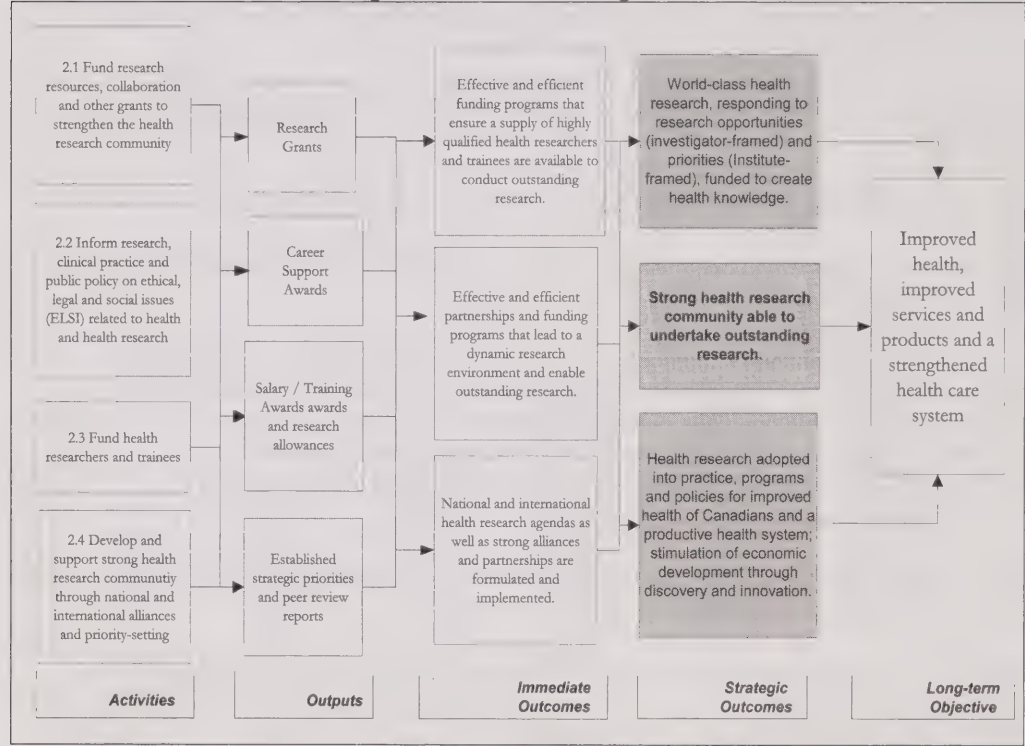 2.1 Fund research
resources, collaboration
and other grants to
strengthen the health
research community
2.2 Inform research,
clinical practice and
public policy on ethical,
legal and social issues
(ELSI) related to health
and health research
2.3 Fund health
researchers and trainees
2.4 Develop and
support strong health
research communutiy
through national and
international alliances
and priority-setting
Activities
Research
Grants
Career
Support
Awards
Salary / Training
Awards awards
and research
allowances
Established
strategic priorities
and peer review
reports
Outputs
Effective and efficient
funding programs that
ensure a supply of highly
qualified health researchers
and trainees are available to
conduct outstanding
research.
Effective and efficient
partnerships and funding
programs that lead to a
dynamic research
environment and enable
outstanding research.
National and international
health research agendas as
well as strong alliances
and partnerships are
formulated and
implemented.
Immediate
Outcomes
World-class health
research, responding to
research opportunities
(investigator-framed) and
priorities (Institute-
framed), funded to create
health knowledge.
Strong health research
community able to
undertake outstanding
research.
Health research adopted
into practice, programs
and policies for improved
health of Canadians and a
productive health system;
stimulation of economic
development through
discovery and innovation.
Strategic
Outcomes
Improved
health,
improved
services and
products and a
strengthened
health care
system
Long-term
Objective